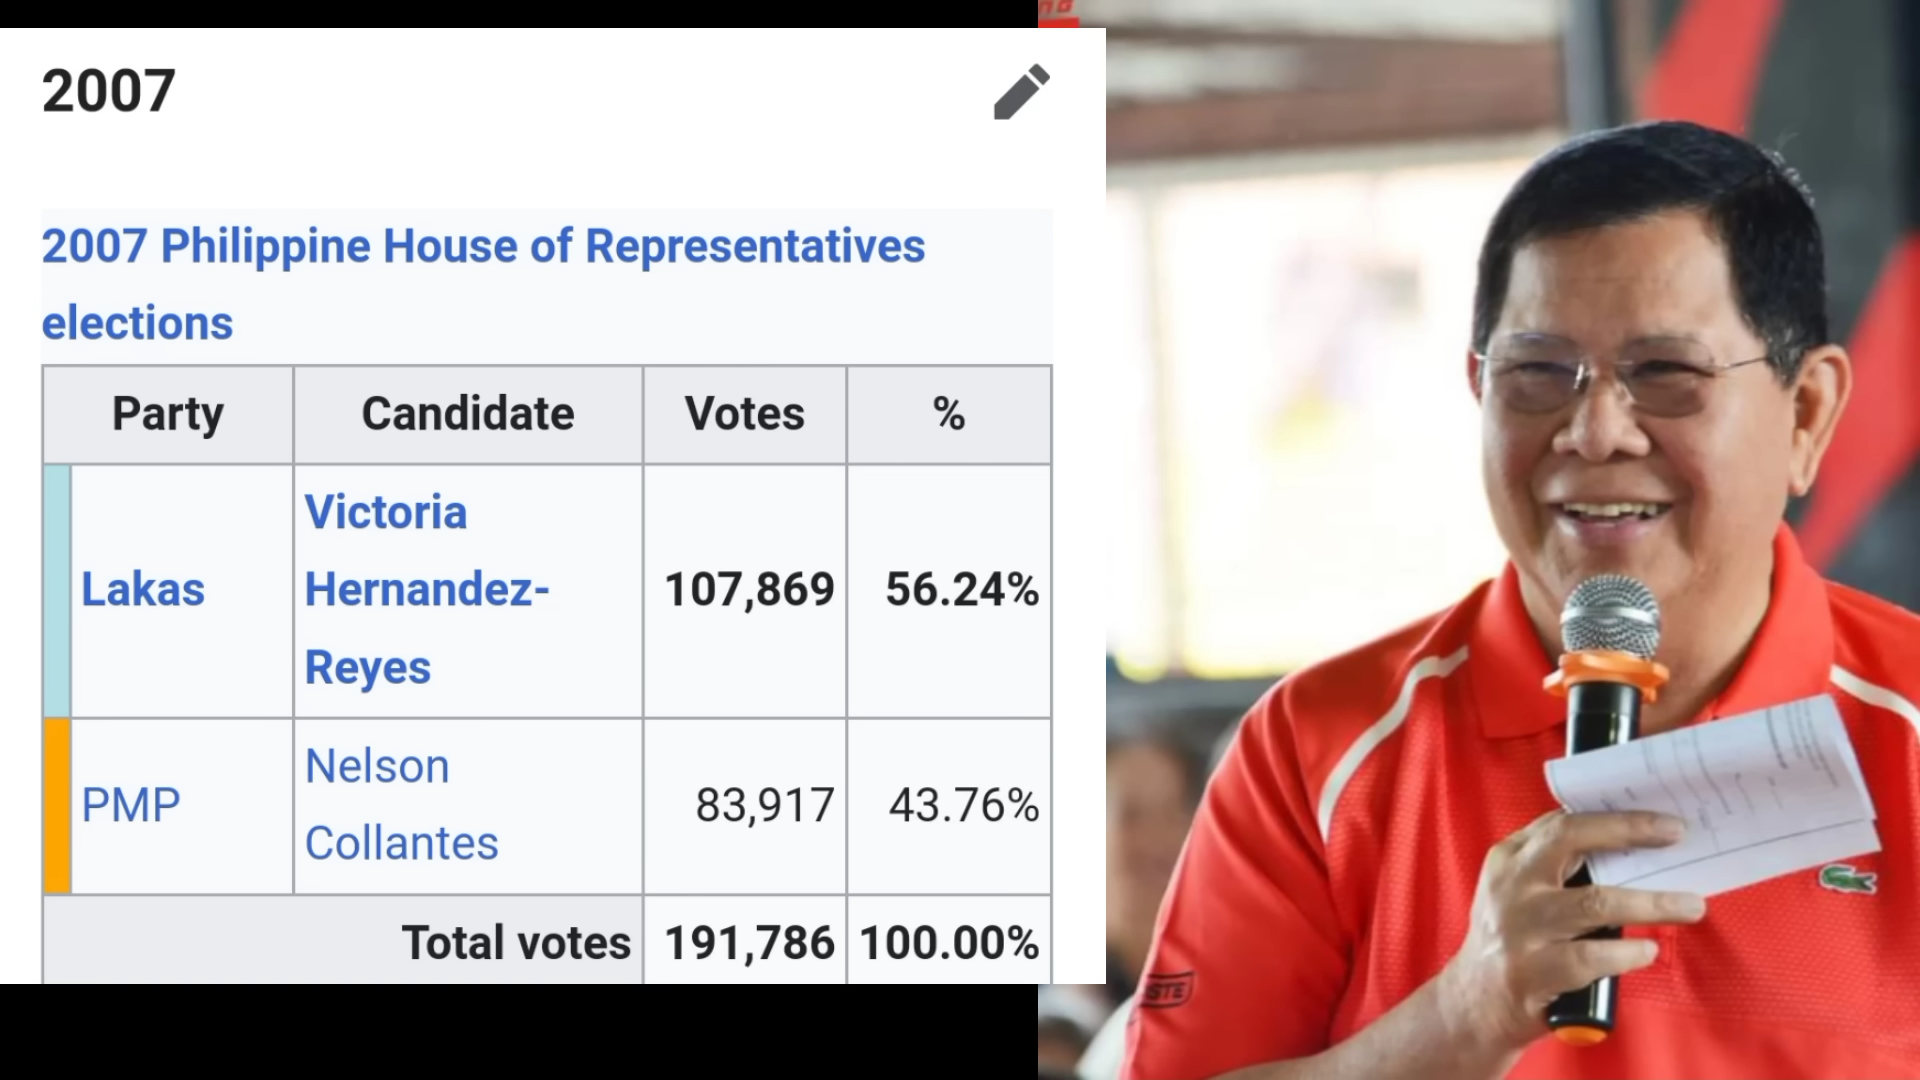 2007
2007 Philippine House of Representatives
elections
Party Candidate Votes %
Lakas Victoria Hernandez-Reyes 107,869 56.24%
PMP Nelson Collantes 83,917 43.76%
Total votes 191,786 100.00%